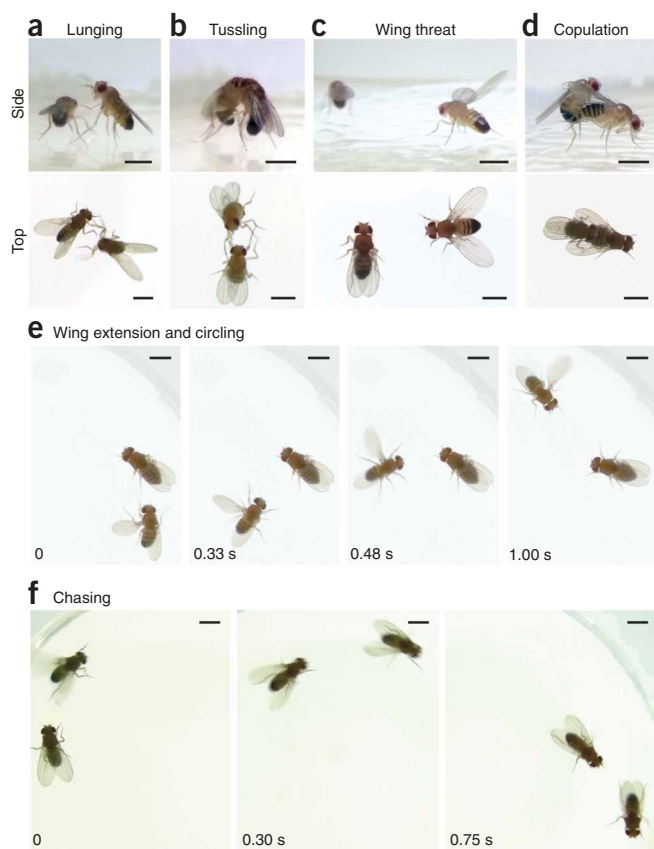 a Lunging
b Tussling
c Wing threat
d Copulation
Side
Top
e Wing extension and circling
0
0.33 s
0.48 s
1.00 s
f Chasing
0
0.30 s
0.75 s